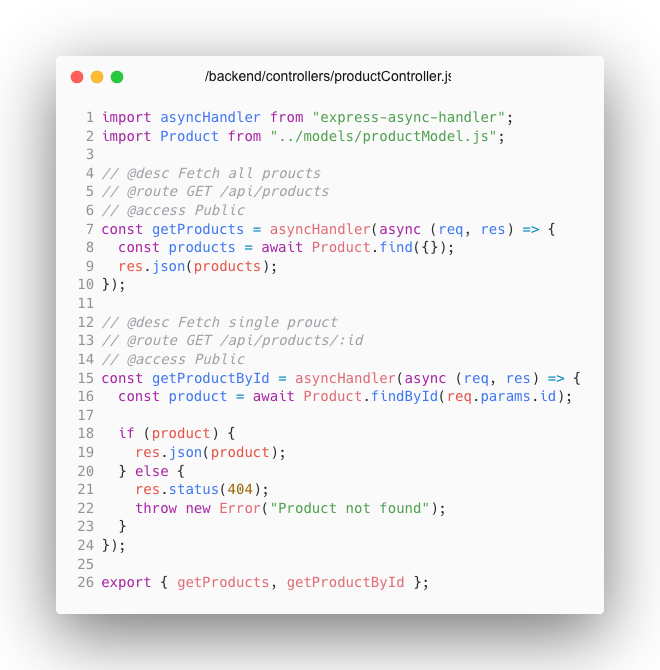 /backend/controllers/productController.js
1 import asyncHandler from "express-async-handler";
2 import Product from "../models/productModel.js";
3
4 // @desc Fetch all proucts
5 // @route GET /api/products
6 // @access Public
7 const getProducts = asyncHandler(async (req, res) => {
8   const products = await Product.find({});
9   res.json(products);
10 });
11
12 // @desc Fetch single prouct
13 // @route GET /api/products/:id
14 // @access Public
15 const getProductById = asyncHandler(async (req, res) => {
16   const product = await Product.findById(req.params.id);
17
18   if (product) {
19     res.json(product);
20   } else {
21     res.status(404);
22     throw new Error("Product not found");
23   }
24 });
25
26 export { getProducts, getProductById };